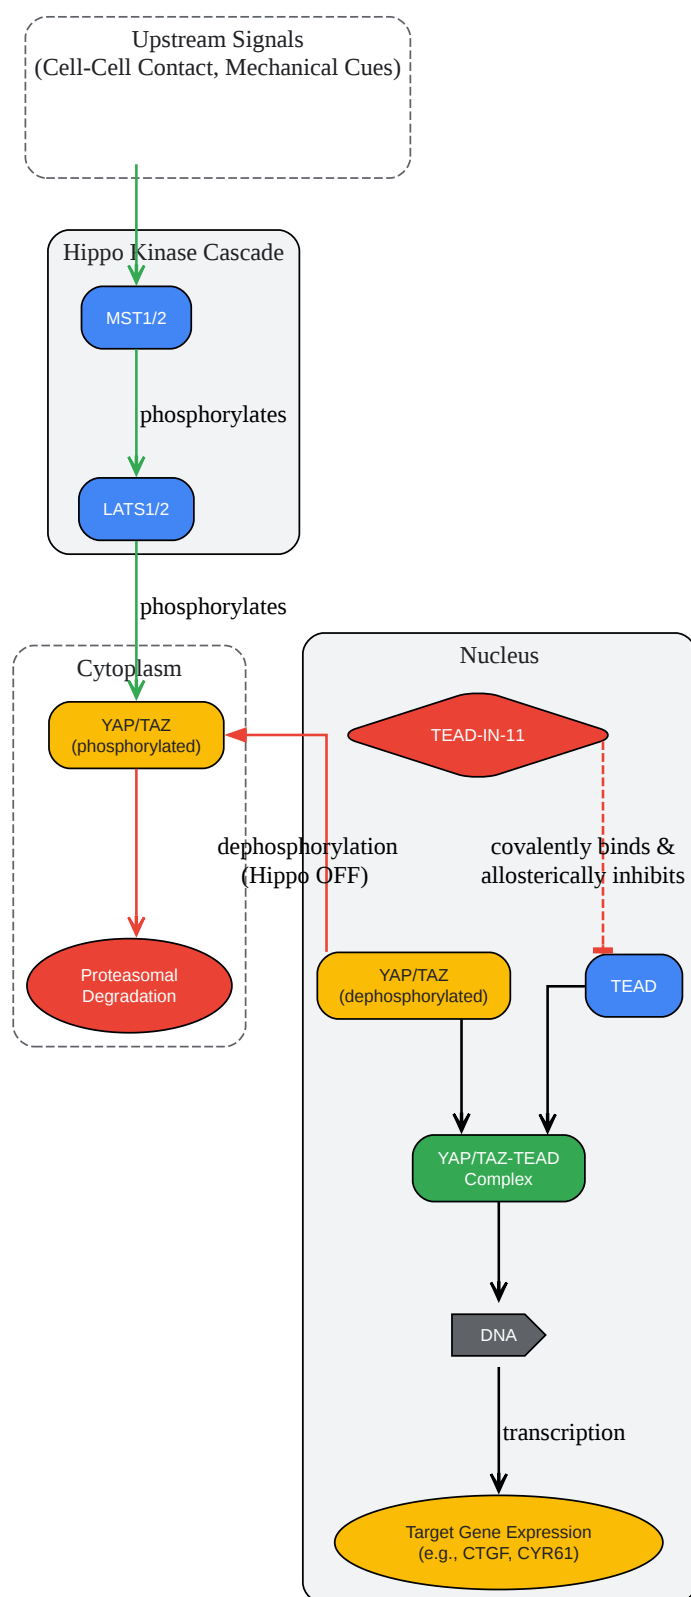 Upstream Signals
(Cell-Cell Contact, Mechanical Cues)
Hippo Kinase Cascade
MST1/2
phosphorylates
LATS1/2
phosphorylates
Cytoplasm
YAP/TAZ
(phosphorylated)
Nucleus
TEAD-IN-11
dephosphorylation
(Hippo OFF)
covalently binds &
allosterically inhibits
Proteasomal
Degradation
YAP/TAZ
(dephosphorylated)
TEAD
YAP/TAZ-TEAD
Complex
DNA
transcription
Target Gene Expression
(e.g., CTGF, CYR61)